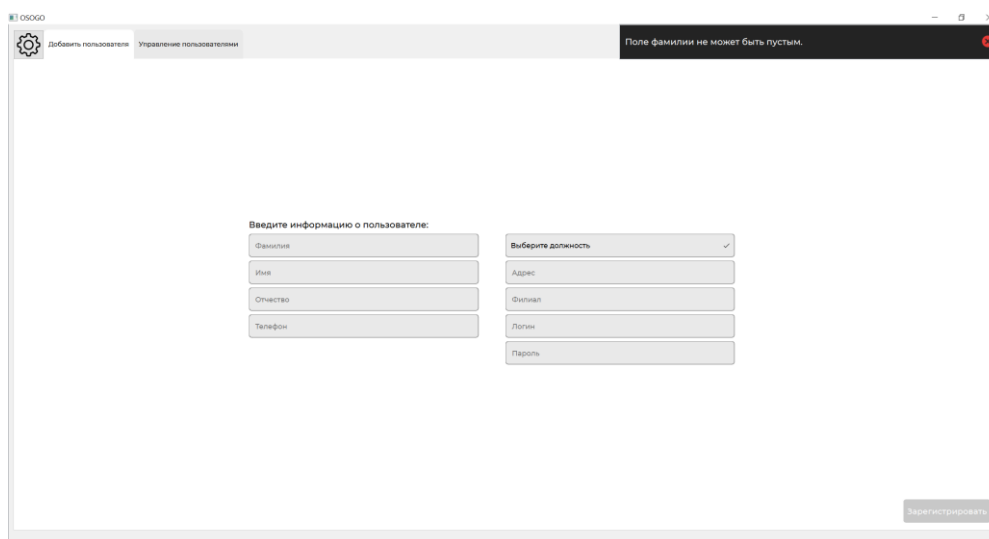 OSOGO
Добавить пользователя
Управление пользователями
Поле фамилии не может быть пустым.
Введите информацию о пользователе:
Фамилия
Имя
Отчество
Телефон
Выберите должность
Адрес
Филиал
Логин
Пароль
Зарегистрировать